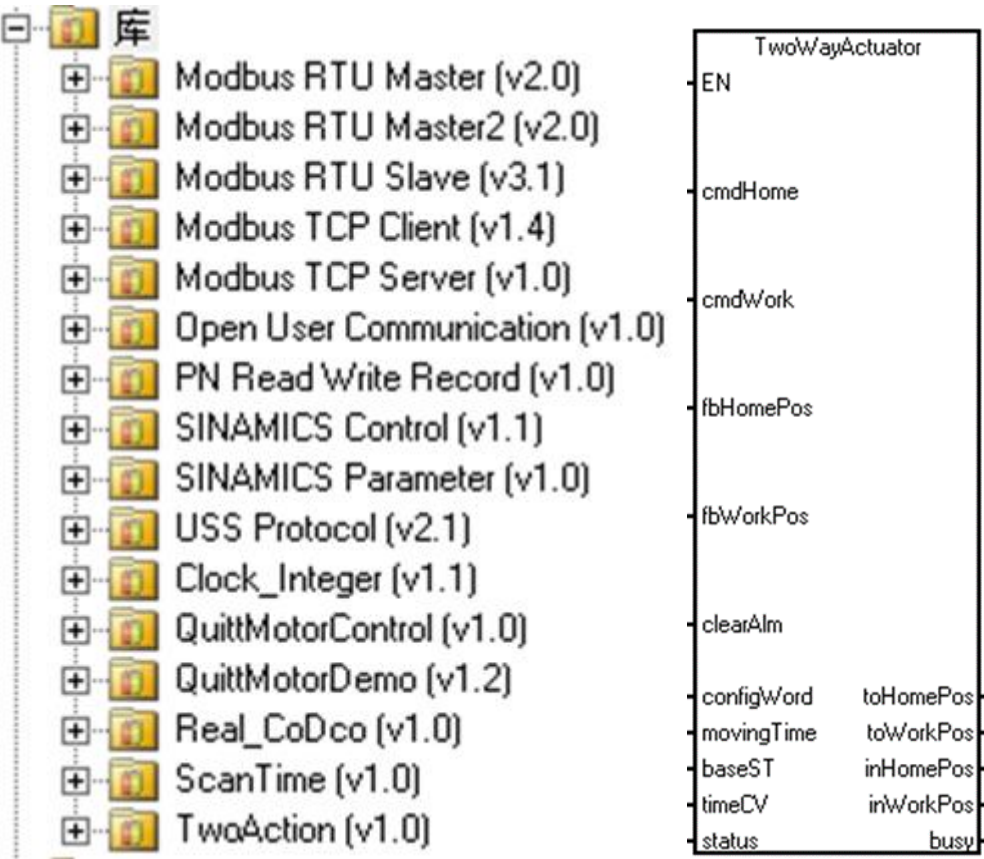 库
Modbus RTU Master (v2.0)
Modbus RTU Master2 (v2.0)
Modbus RTU Slave (v3.1)
Modbus TCP Client (v1.4)
Modbus TCP Server (v1.0)
Open User Communication (v1.0)
PN Read Write Record (v1.0)
SINAMICS Control (v1.1)
SINAMICS Parameter (v1.0)
USS Protocol (v2.1)
Clock_Integer (v1.1)
QuittMotorControl (v1.0)
QuittMotorDemo (v1.2)
Real_CoDco (v1.0)
ScanTime (v1.0)
TwoAction (v1.0)
TwoWayActuator
EN
cmdHome
cmdWork
fbHomePos
fbWorkPos
clearAlm
configWord toHomePos
movingTime toWorkPos
baseST inHomePos
timeCV inWorkPos
status busy